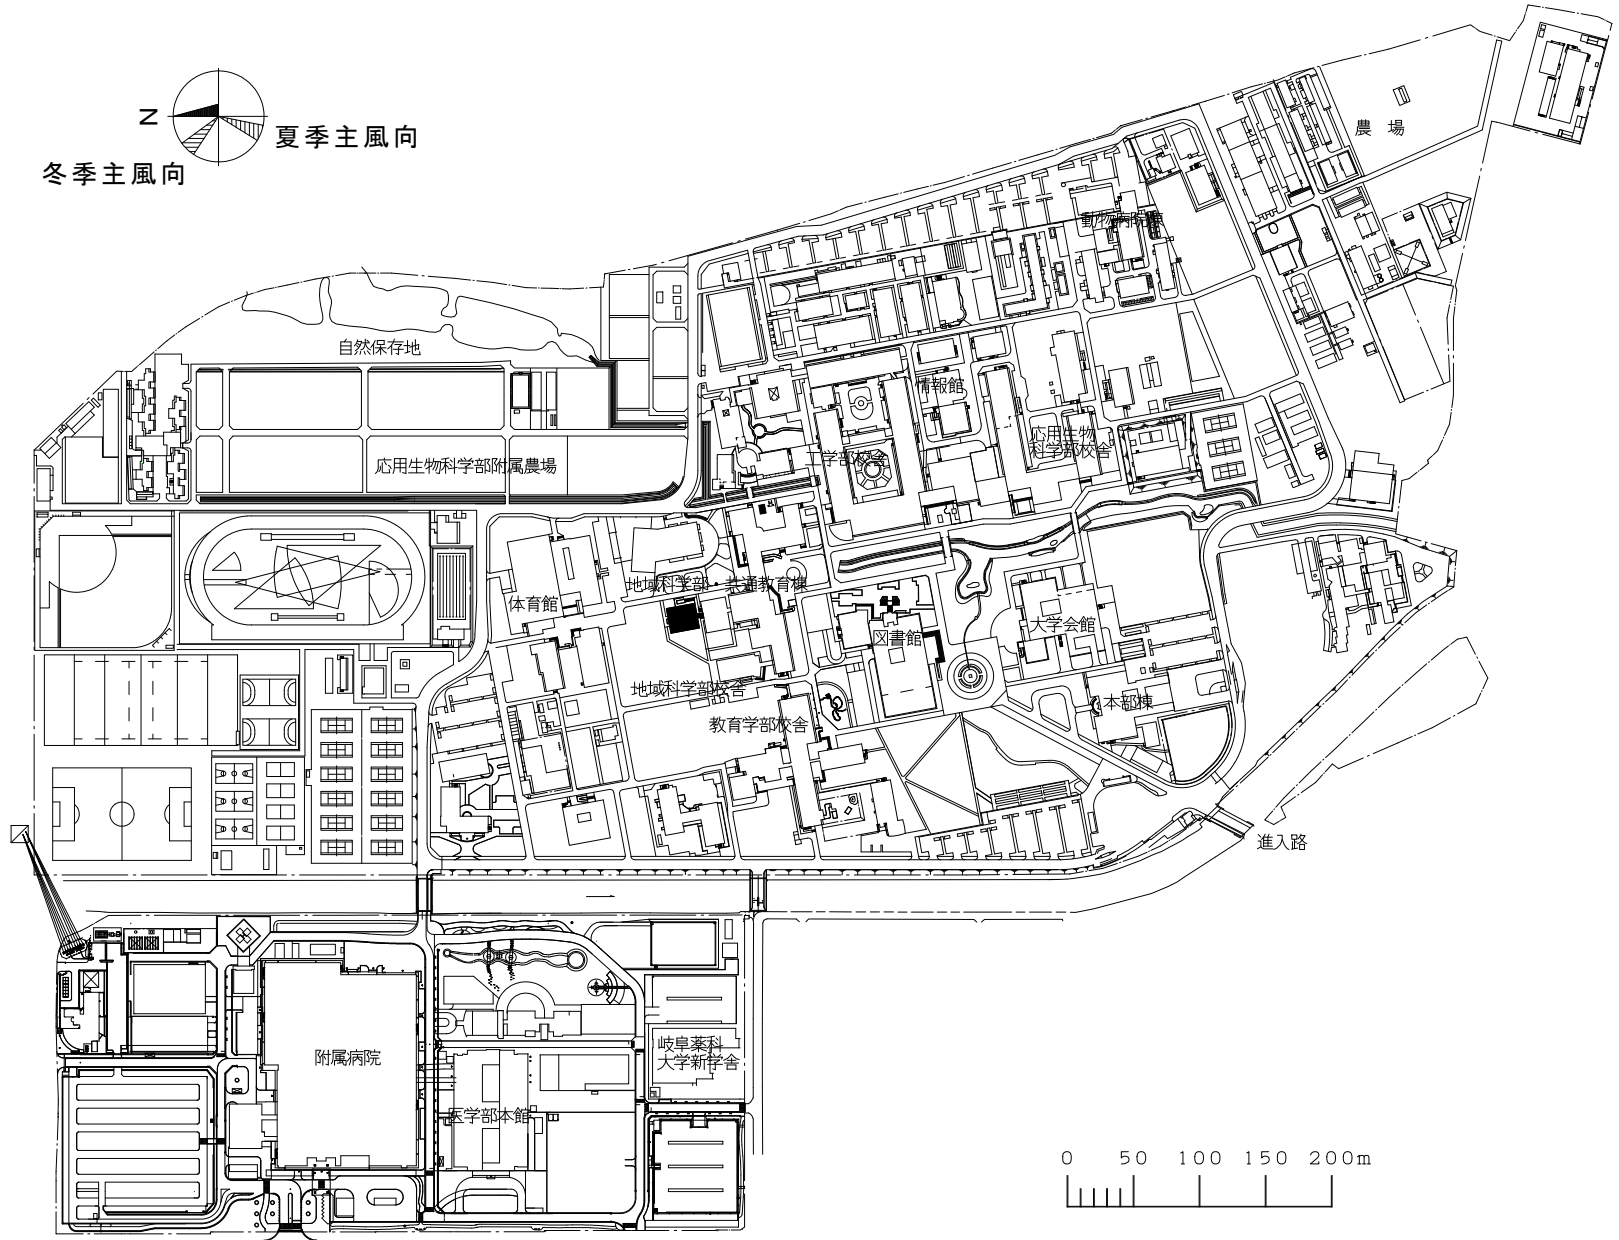 N
夏季主風向
冬季主風向
農 場
動物病院棟
自然保存地
情報館
応用生物
科学部校舎
工学部校舎
応用生物科学部附属農場
地域科学部・共通教育棟
体育館
大学会館
図書館
地域科学部校舎
本部棟
教育学部校舎
進入路
岐阜薬科
大学新学舎
附属病院
医学部本館
0 50 100 150 200m